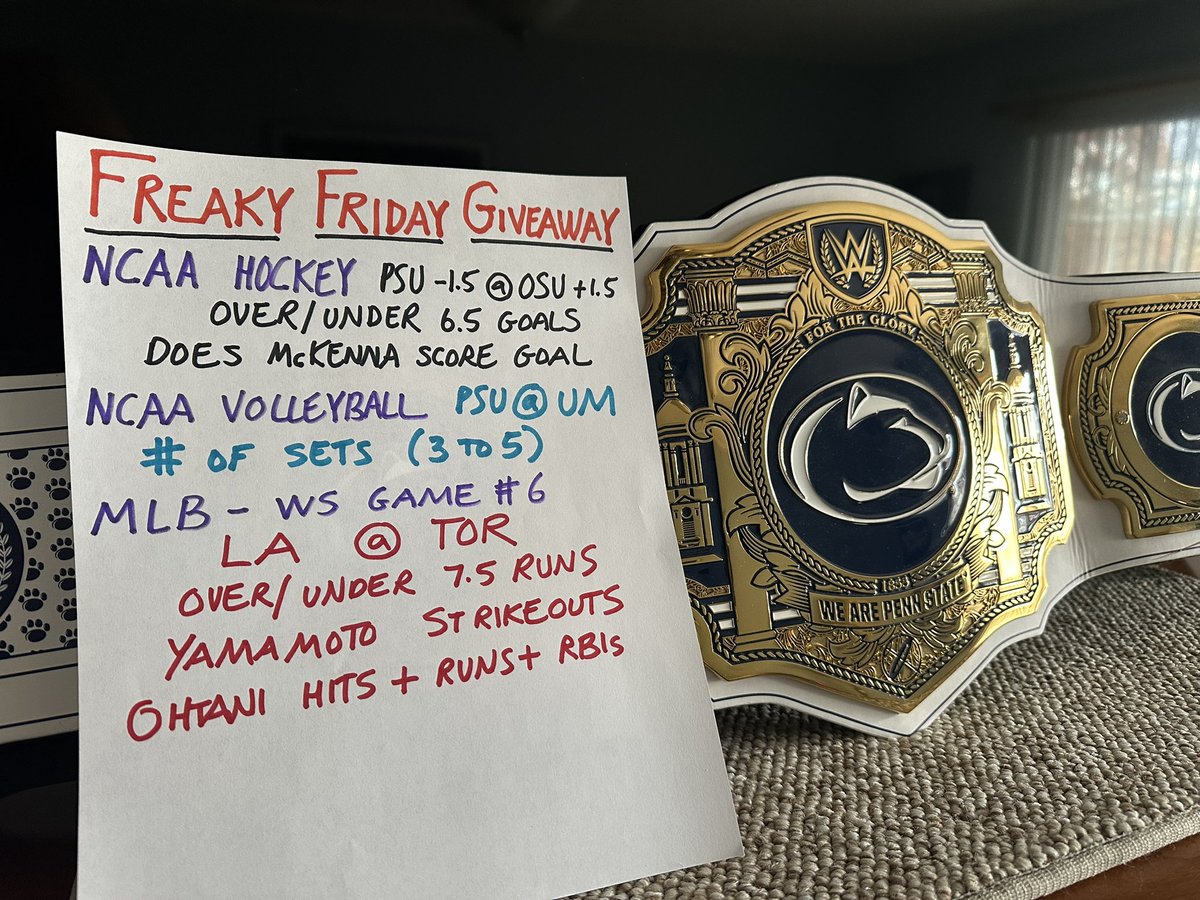 FREAKY FRIDAY GIVEAWAY
NCAA HOCKEY PSU -1.5 @ OSU +1.5
OVER/UNDER 6.5 GOALS
DOES McKENNA SCORE GOAL
NCAA VOLLEYBALL PSU @ UM
# OF SETS (3 TO 5)
MLB - WS GAME #6
LA @ TOR
OVER/UNDER 7.5 RUNS
YAMAMOTO STRIKEOUTS
OHTANI HITS + RUNS + RBIs
W
FOR THE GLORY
1855
WE ARE PENN STATE